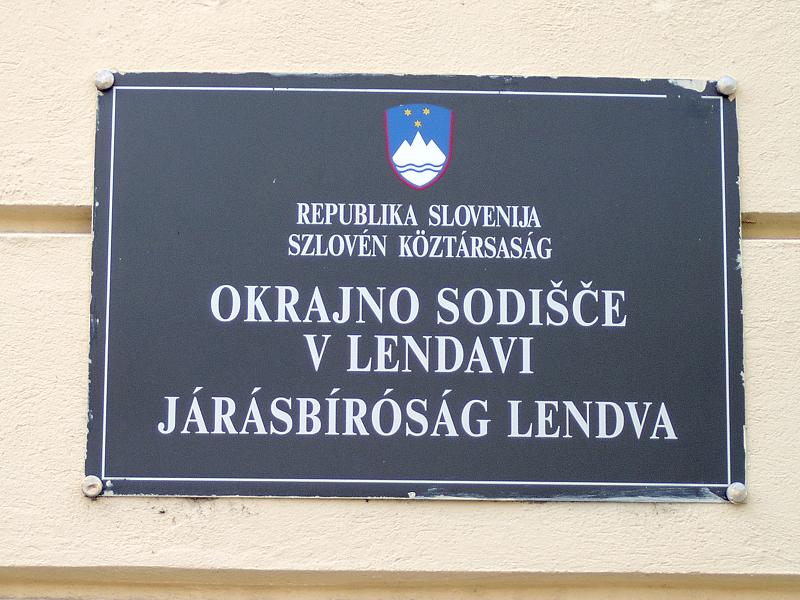 REPUBLIKA SLOVENIJA
SZLOVÉN KÖZTÁRSASÁG
OKRAJNO SODIŠČE
V LENDAVI
JÁRÁSBÍRÓSÁG LENDVA